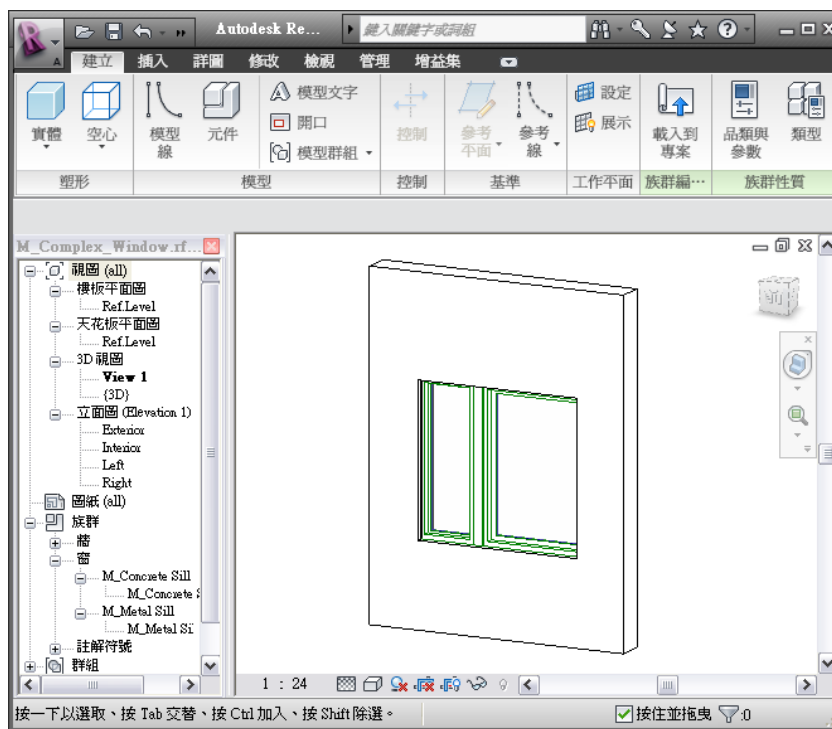 Autodesk Re... 鍵入關鍵字或詞組
建立 插入 詳圖 修改 檢視 管理 增益集
實體 空心 模型線 元件 模型文字 開口 模型群組 控制 參考平面 參考線 設定 展示 載入到專案 品類與參數 類型
塑形 模型 控制 基準 工作平面 族群編… 族群性質
M_Complex_Window.rf...
視圖 (all)
樓板平面圖
Ref.Level
天花板平面圖
Ref.Level
3D 視圖
View 1
{3D}
立面圖 (Elevation 1)
Exterior
Interior
Left
Right
圖紙 (all)
族群
牆
窗
M_Concrete Sill
M_Concrete S
M_Metal Sill
M_Metal Si
註解符號
群組
前
1 : 24
按一下以選取、按 Tab 交替、按 Ctrl 加入、按 Shift 除選。 按住並拖曳 :0